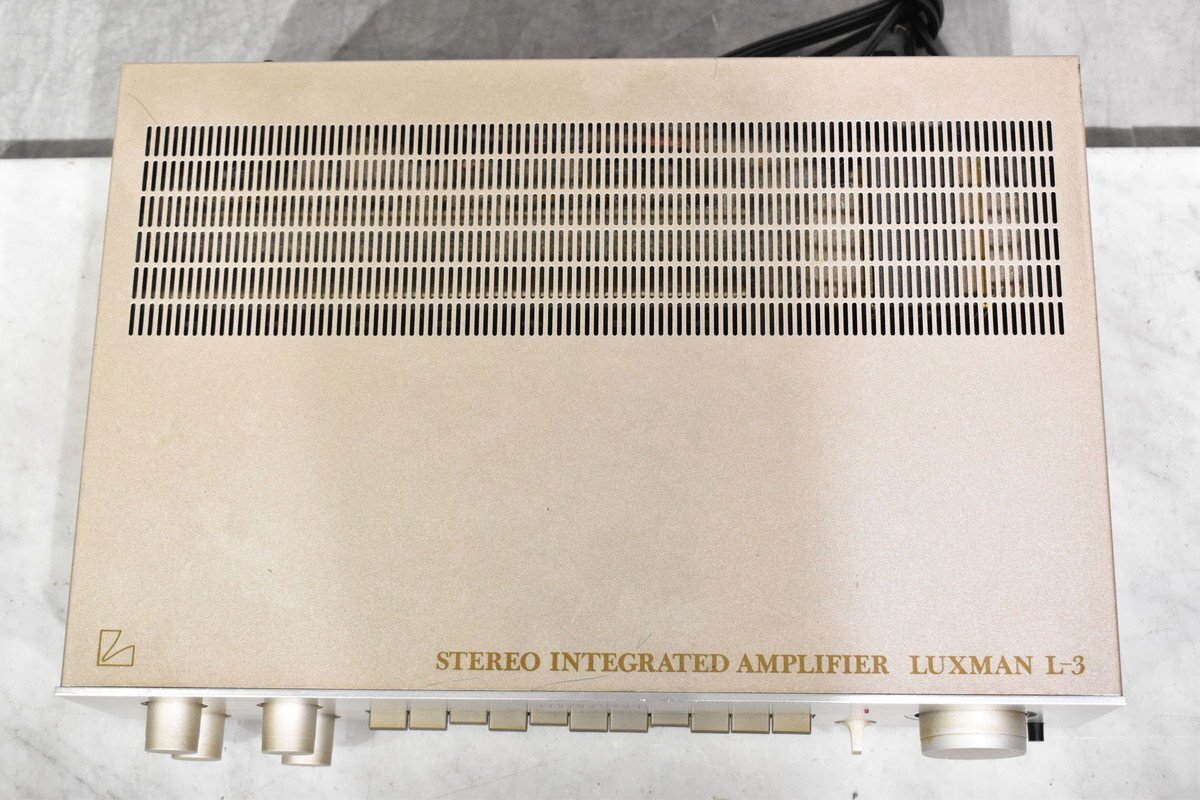 STEREO INTEGRATED AMPLIFIER LUXMAN L-3